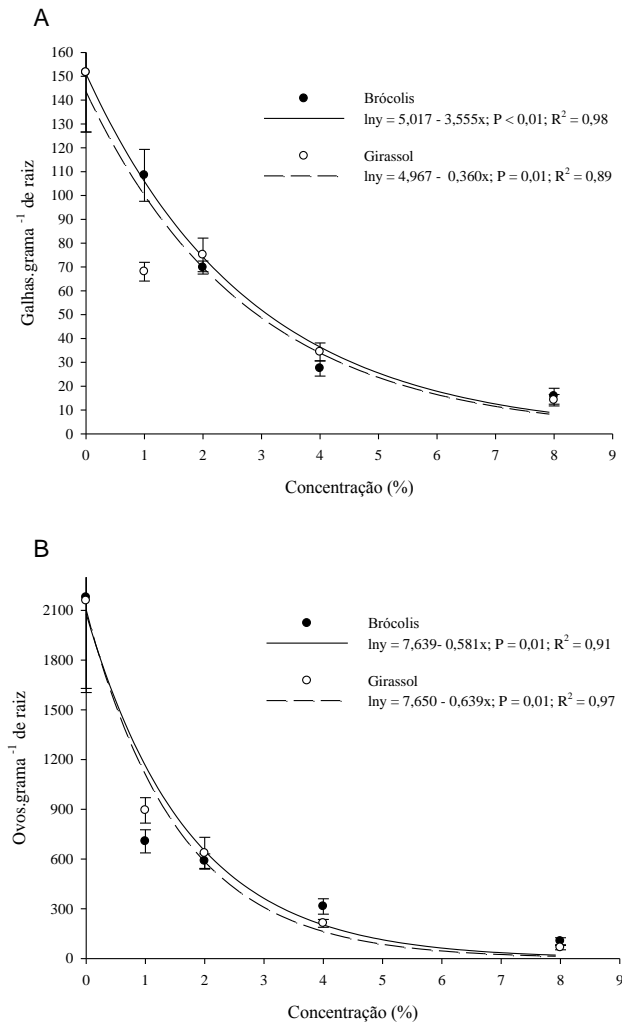 A
160
150
140
130
120
110
100
90
80
70
60
50
40
30
20
10
0
Galhas.grama⁻¹ de raiz
Brócolis
lny = 5,017 - 3,555x; P < 0,01; R² = 0,98
Girassol
lny = 4,967 - 0,360x; P = 0,01; R² = 0,89
0 1 2 3 4 5 6 7 8 9
Concentração (%)
B
2100
1800
1500
1200
900
600
300
0
Ovos.grama⁻¹ de raiz
Brócolis
lny = 7,639- 0,581x; P = 0,01; R² = 0,91
Girassol
lny = 7,650 - 0,639x; P = 0,01; R² = 0,97
0 1 2 3 4 5 6 7 8 9
Concentração (%)